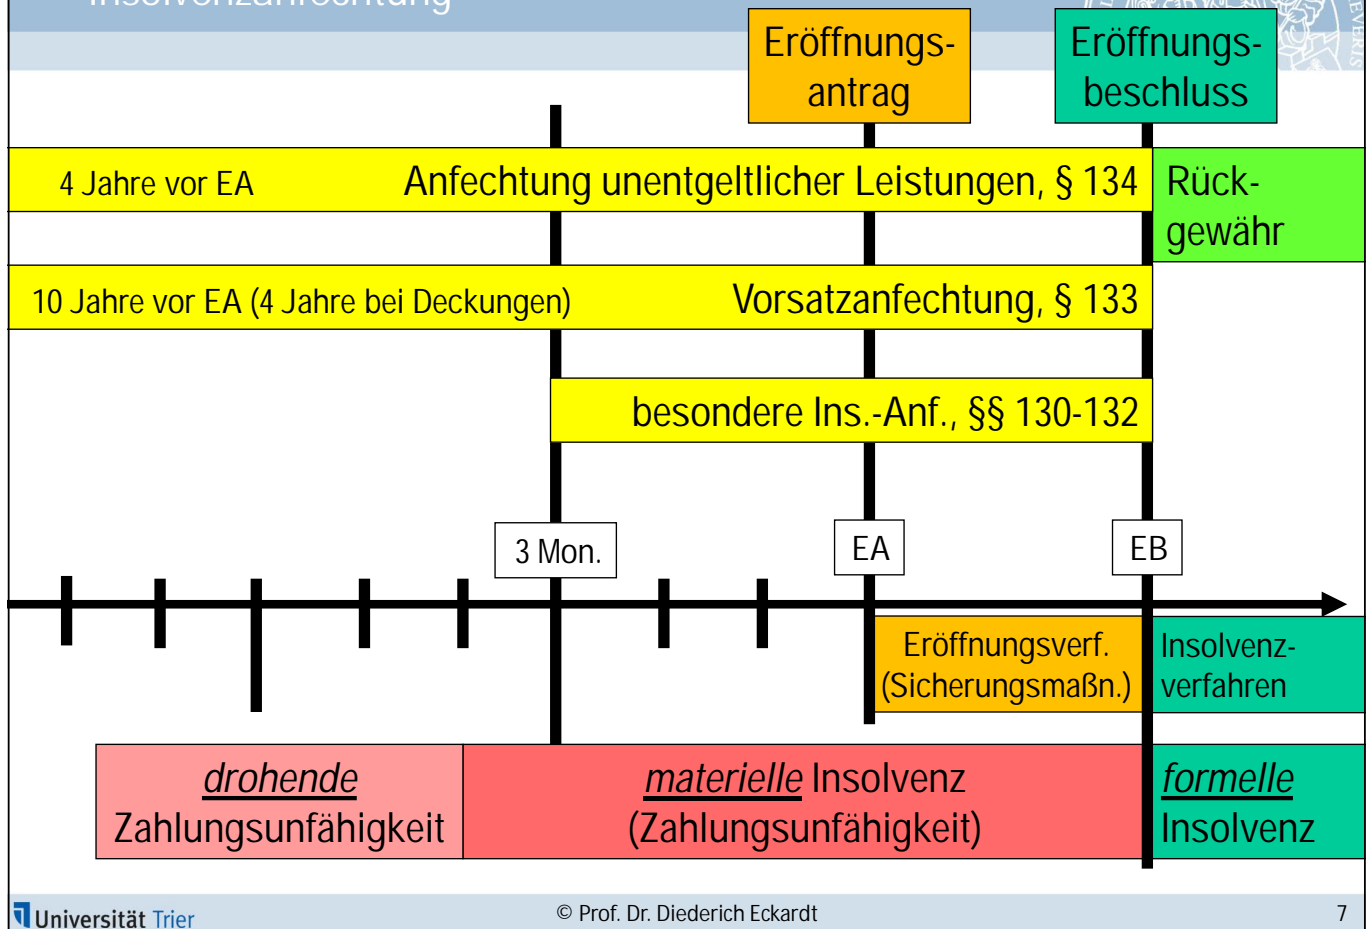 Insolvenzanfechtung
Eröffnungs-
antrag
Eröffnungs-
beschluss
4 Jahre vor EA
Anfechtung unentgeltlicher Leistungen, § 134
Rück-
gewähr
10 Jahre vor EA (4 Jahre bei Deckungen)
Vorsatzanfechtung, § 133
besondere Ins.-Anf., §§ 130-132
3 Mon.
EA
EB
Eröffnungsverf.
(Sicherungsmaßn.)
Insolvenz-
verfahren
drohende
Zahlungsunfähigkeit
materielle Insolvenz
(Zahlungsunfähigkeit)
formelle
Insolvenz
Universität Trier
© Prof. Dr. Diederich Eckardt
7